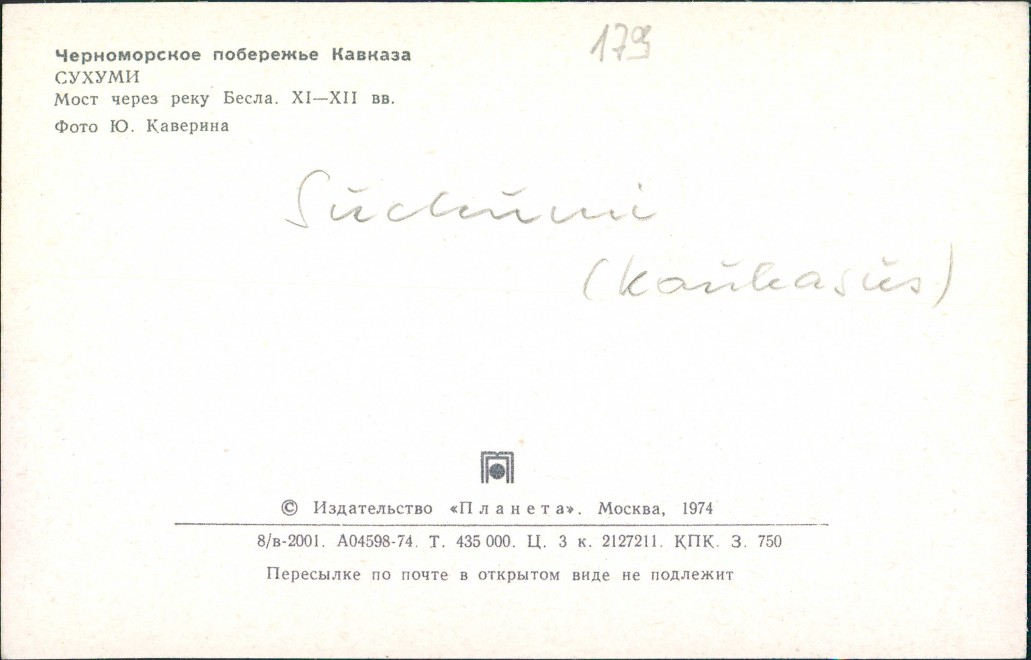 Черноморское побережье Кавказа
179
СУХУМИ
Мост через реку Бесла. XI—XII вв.
Фото Ю. Каверина
Suchumi
(Kaukasus)
© Издательство «Планета». Москва, 1974
8/в-2001. А04598-74. Т. 435 000. Ц. 3 к. 2127211. ҚПК. З. 750
Пересылке по почте в открытом виде не подлежит